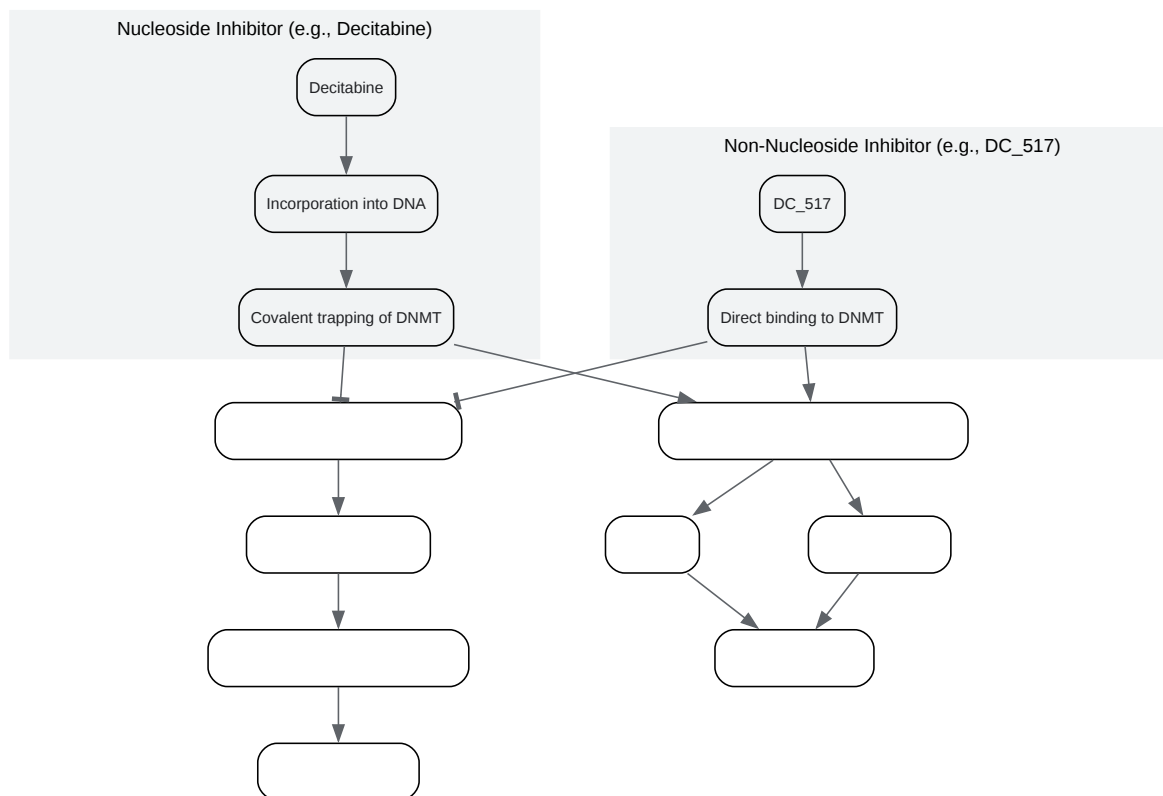 Nucleoside Inhibitor (e.g., Decitabine)
Decitabine
Incorporation into DNA
Covalent trapping of DNMT
Non-Nucleoside Inhibitor (e.g., DC_517)
DC_517
Direct binding to DNMT